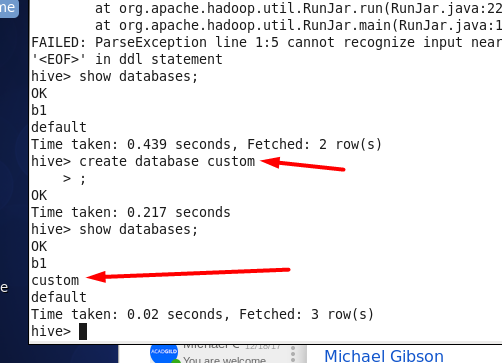 me
at org.apache.hadoop.util.RunJar.run(RunJar.java:22
at org.apache.hadoop.util.RunJar.main(RunJar.java:1
FAILED: ParseException line 1:5 cannot recognize input near
'<EOF>' in ddl statement
hive> show databases;
OK
b1
default
Time taken: 0.439 seconds, Fetched: 2 row(s)
hive> create database custom
> ;
OK
Time taken: 0.217 seconds
hive> show databases;
OK
b1
custom
e
default
Time taken: 0.02 seconds, Fetched: 3 row(s)
hive>
ACADGILD
12/18/17
You are welcome
Michael Gibson